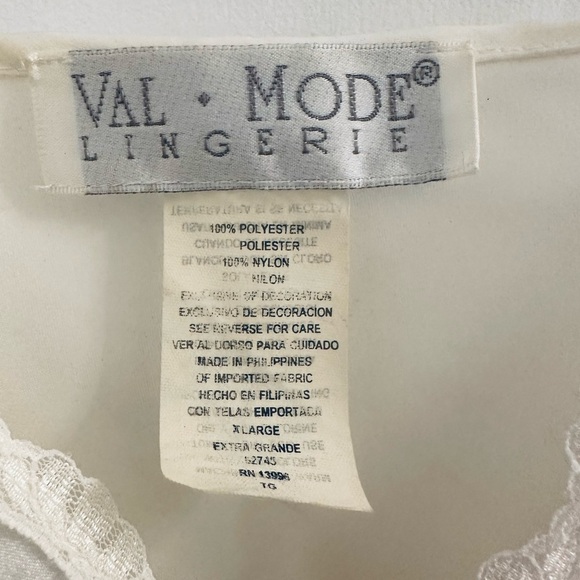 VAL • MODE®
LINGERIE
100% POLYESTER
POLIESTER
100% NYLON
NILON
EXCLUSIVE OF DECORATION
EXCLUSIVO DE DECORACION
SEE REVERSE FOR CARE
VER AL DORSO PARA CUIDADO
MADE IN PHILIPPINES
OF IMPORTED FABRIC
HECHO EN FILIPINAS
CON TELAS EMPORTADA
XLARGE
EXTRA GRANDE
52745
RN 13996
TG